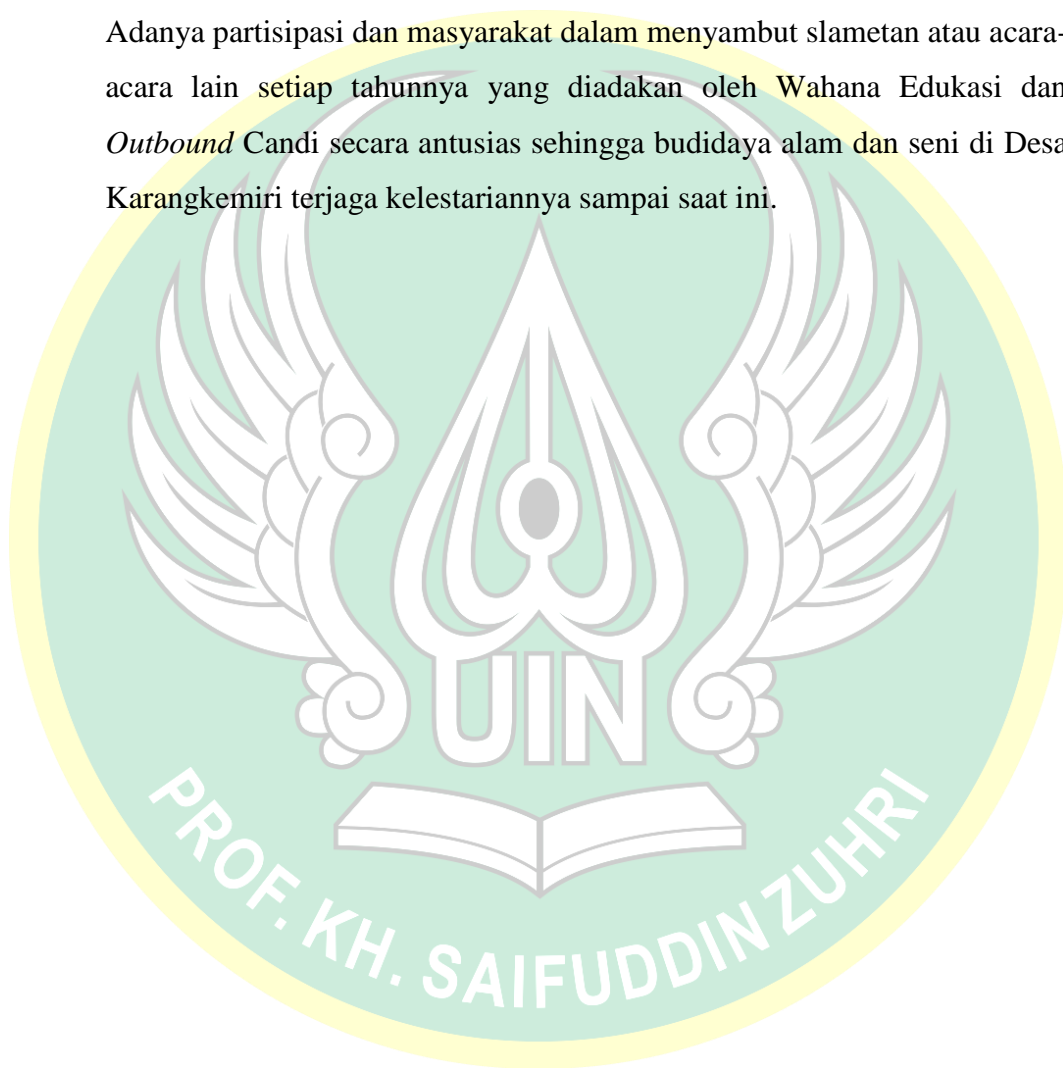 Adanya partisipasi dan masyarakat dalam menyambut slametan atau acara-
acara lain setiap tahunnya yang diadakan oleh Wahana Edukasi dan
Outbound Candi secara antusias sehingga budidaya alam dan seni di Desa
Karangkemiri terjaga kelestariannya sampai saat ini.
UIN
PROF. KH. SAIFUDDIN ZUHRI